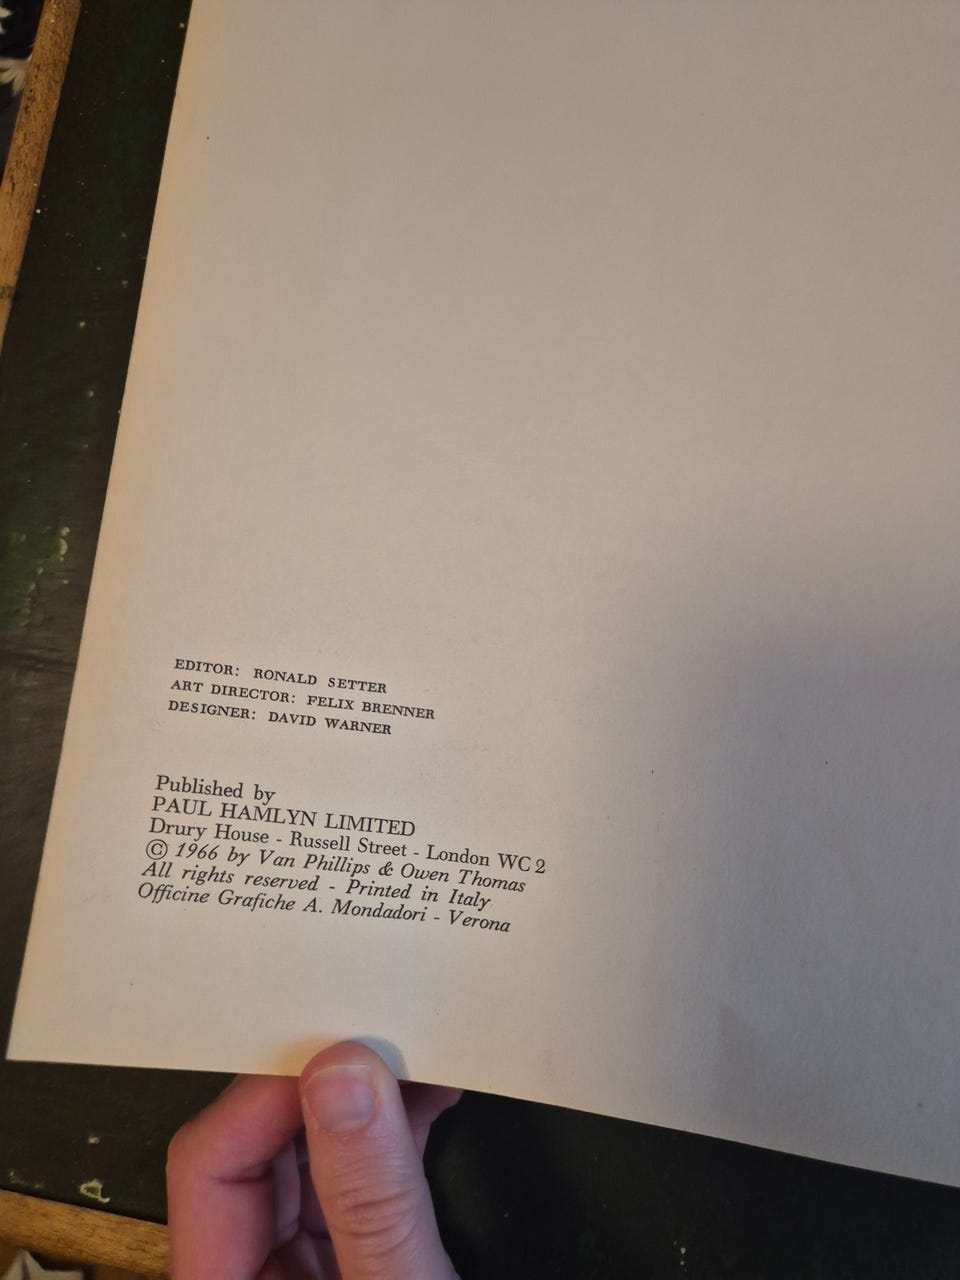 EDITOR: RONALD SETTER
ART DIRECTOR: FELIX BRENNER
DESIGNER: DAVID WARNER
Published by
PAUL HAMLYN LIMITED
Drury House - Russell Street - London WC 2
© 1966 by Van Phillips & Owen Thomas
All rights reserved - Printed in Italy
Officine Grafiche A. Mondadori - Verona